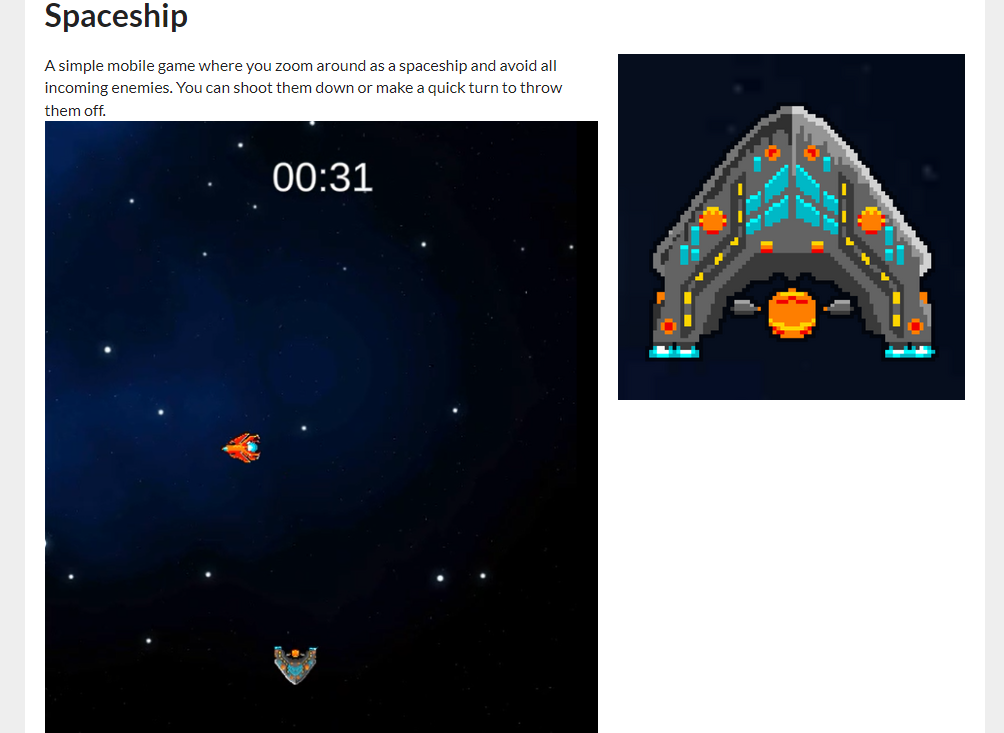 Spaceship
A simple mobile game where you zoom around as a spaceship and avoid all
incoming enemies. You can shoot them down or make a quick turn to throw
them off.
00:31